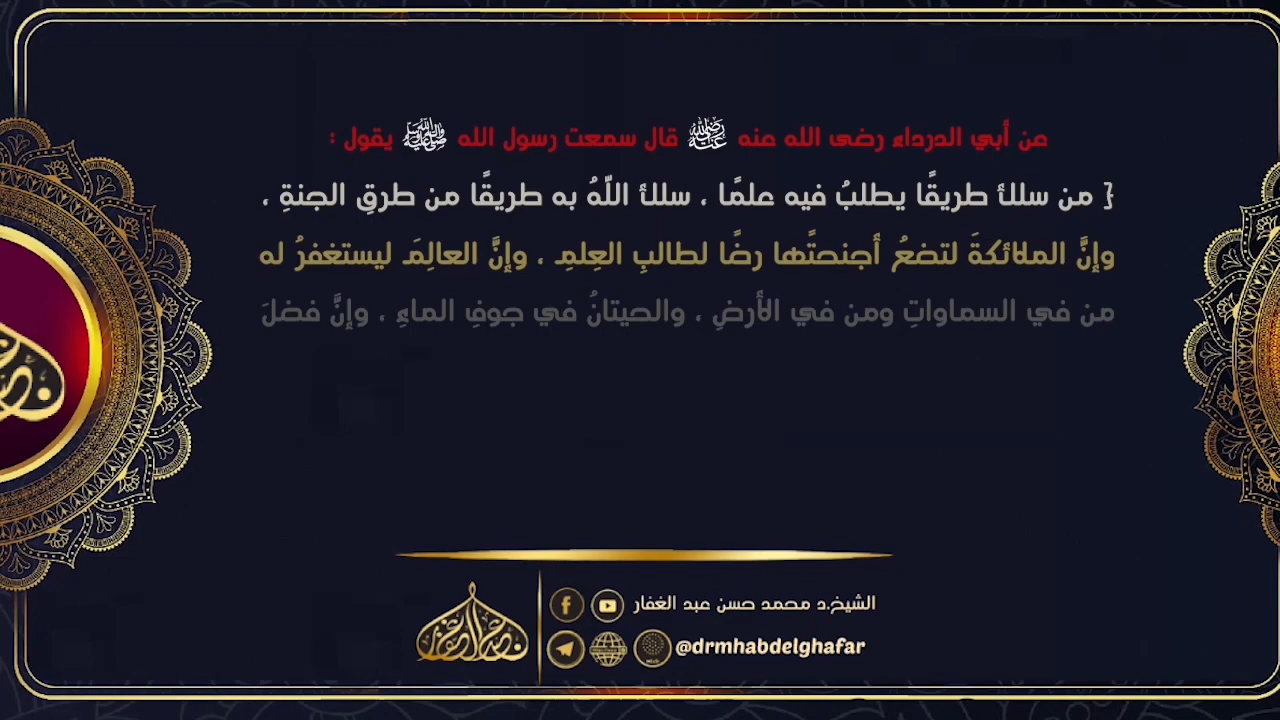 عن أبي الدرداء رضى الله عنه رضي الله عنه قال سمعت رسول الله ﷺ يقول :
{ من سلك طريقًا يطلبُ فيه علمًا ، سلك اللّهُ به طريقًا من طرقِ الجنةِ ،
وإنَّ الملائكةَ لتضعُ أجنحتَها رضًا لطالبِ العِلمِ ، وإنَّ العالِمَ ليستغفرُ له
من في السماواتِ ومن في الأرضِ ، والحيتانُ في جوفِ الماءِ ، وإنَّ فضلَ
الشيخ.د محمد حسن عبد الغفار
@drmhabdelghafar